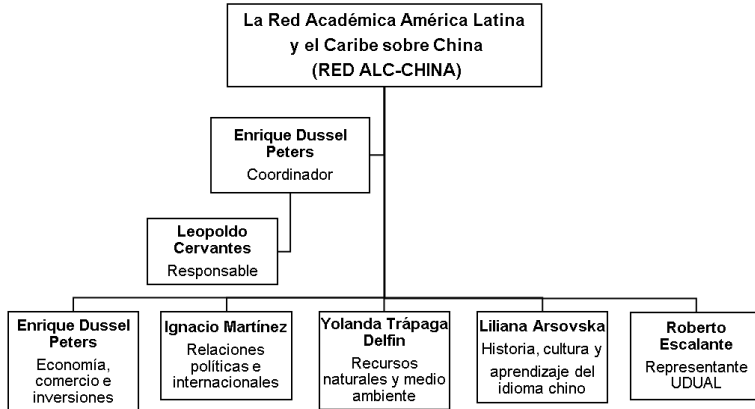 La Red Académica América Latina
y el Caribe sobre China
(RED ALC-CHINA)
Enrique Dussel
Peters
Coordinador
Leopoldo
Cervantes
Responsable
Enrique Dussel
Peters
Economía,
comercio e
inversiones
Ignacio Martínez
Relaciones
políticas e
internacionales
Yolanda Trápaga
Delfin
Recursos
naturales y medio
ambiente
Liliana Arsovska
Historia, cultura y
aprendizaje del
idioma chino
Roberto
Escalante
Representante
UDUAL